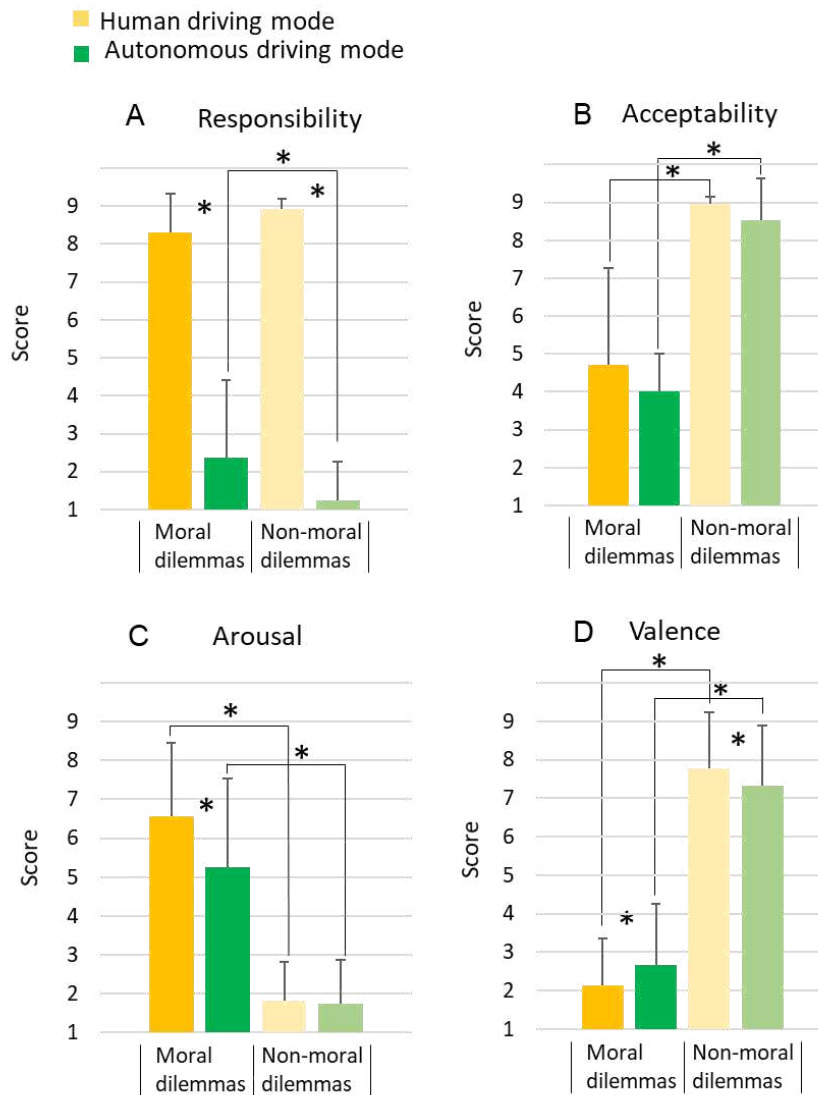 Human driving mode
Autonomous driving mode
A Responsibility
*
*
*
9
8
7
6
5
4
3
2
1
Score
Moral dilemmas
Non-moral dilemmas
B Acceptability
*
*
9
8
7
6
5
4
3
2
1
Score
Moral dilemmas
Non-moral dilemmas
C Arousal
*
*
*
9
8
7
6
5
4
3
2
1
Score
Moral dilemmas
Non-moral dilemmas
D Valence
*
*
*
*
9
8
7
6
5
4
3
2
1
Score
Moral dilemmas
Non-moral dilemmas